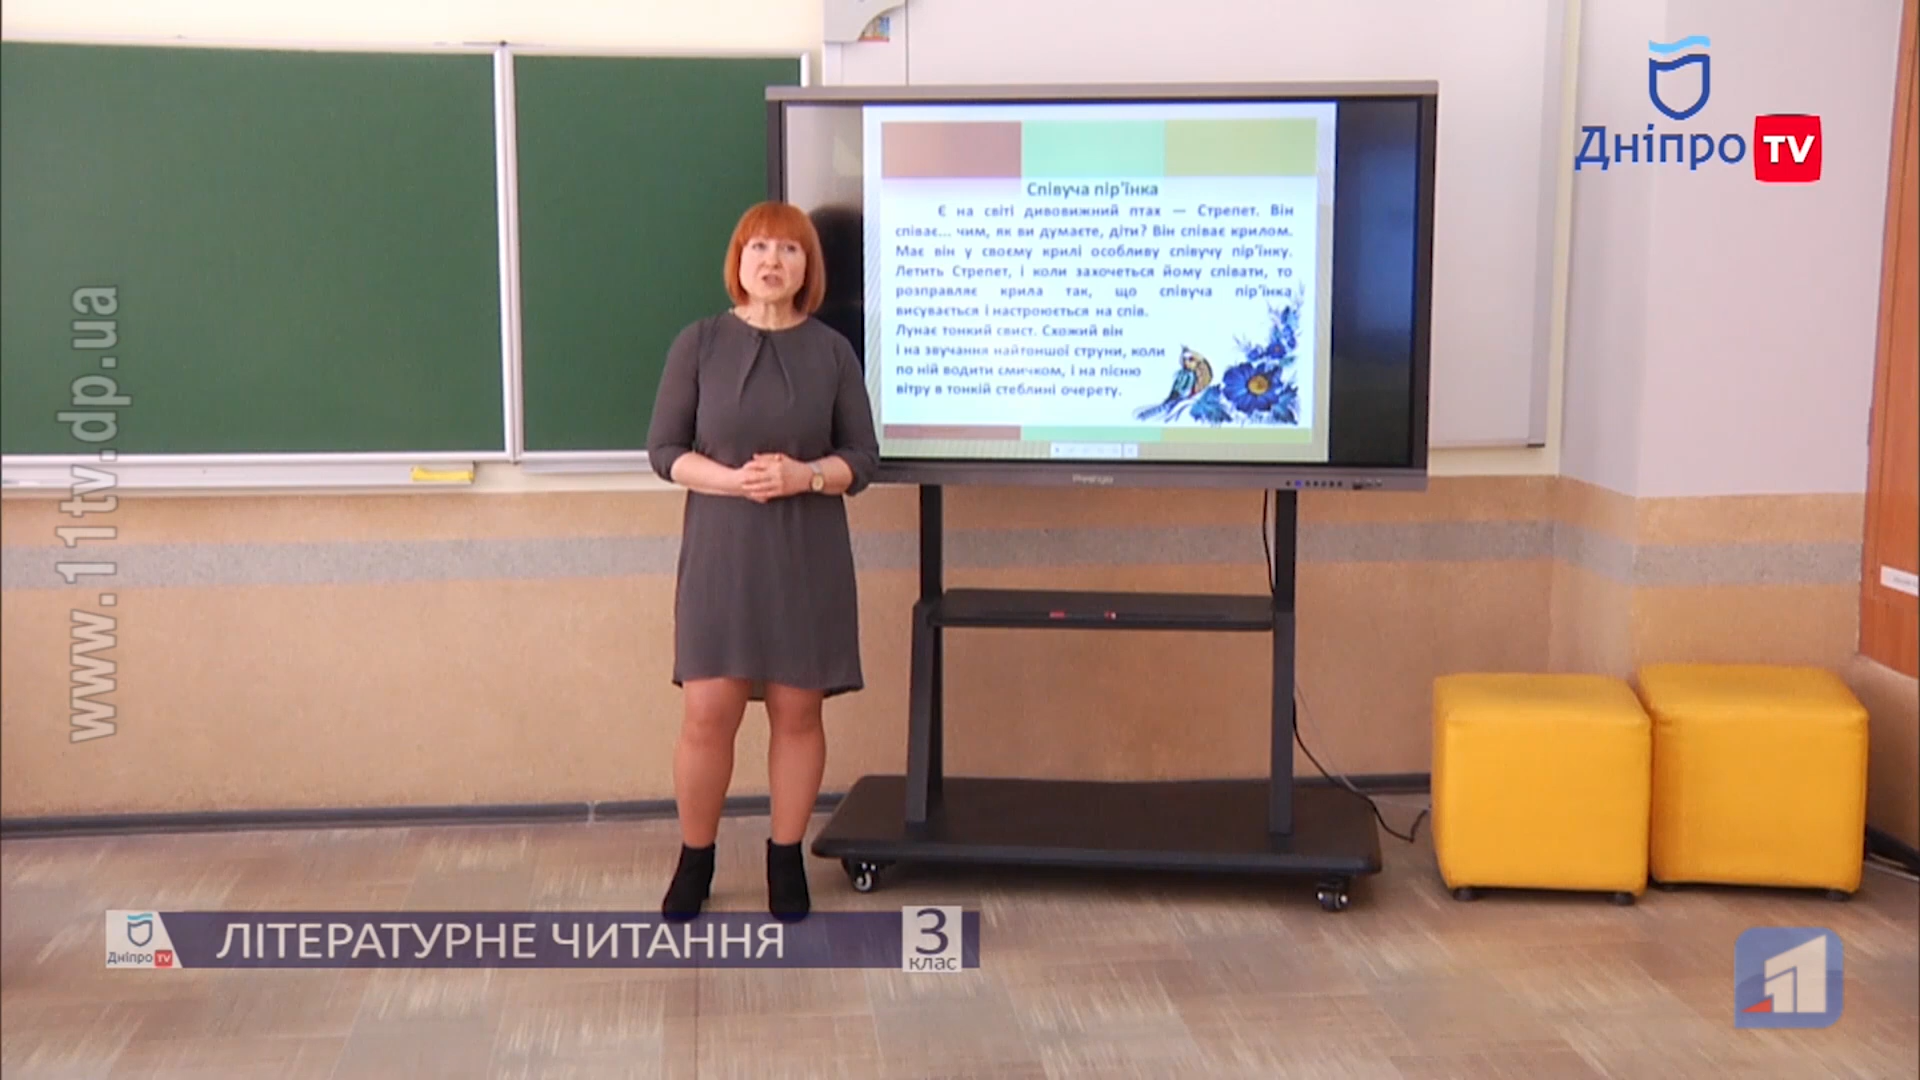 Дніпро TV
Співуча пір'їнка
Є на світі дивовижний птах — Стрепет. Він
співає... чим, як ви думаєте, діти? Він співає крилом.
Має він у своєму крилі особливу співучу пір'їнку.
Летить Стрепет, і коли захочеться йому співати, то
розправляє крила так, що співуча пір'їнка
висувається і настроюється на спів.
Лунає тонкий свист. Схожий він
і на звучання найтоншої струни, коли
по ній водити смичком, і на пісню
вітру в тонкій стеблині очерету.
Prestigio
www.11tv.dp.ua
Дніпро TV
ЛІТЕРАТУРНЕ ЧИТАННЯ
3
клас
11